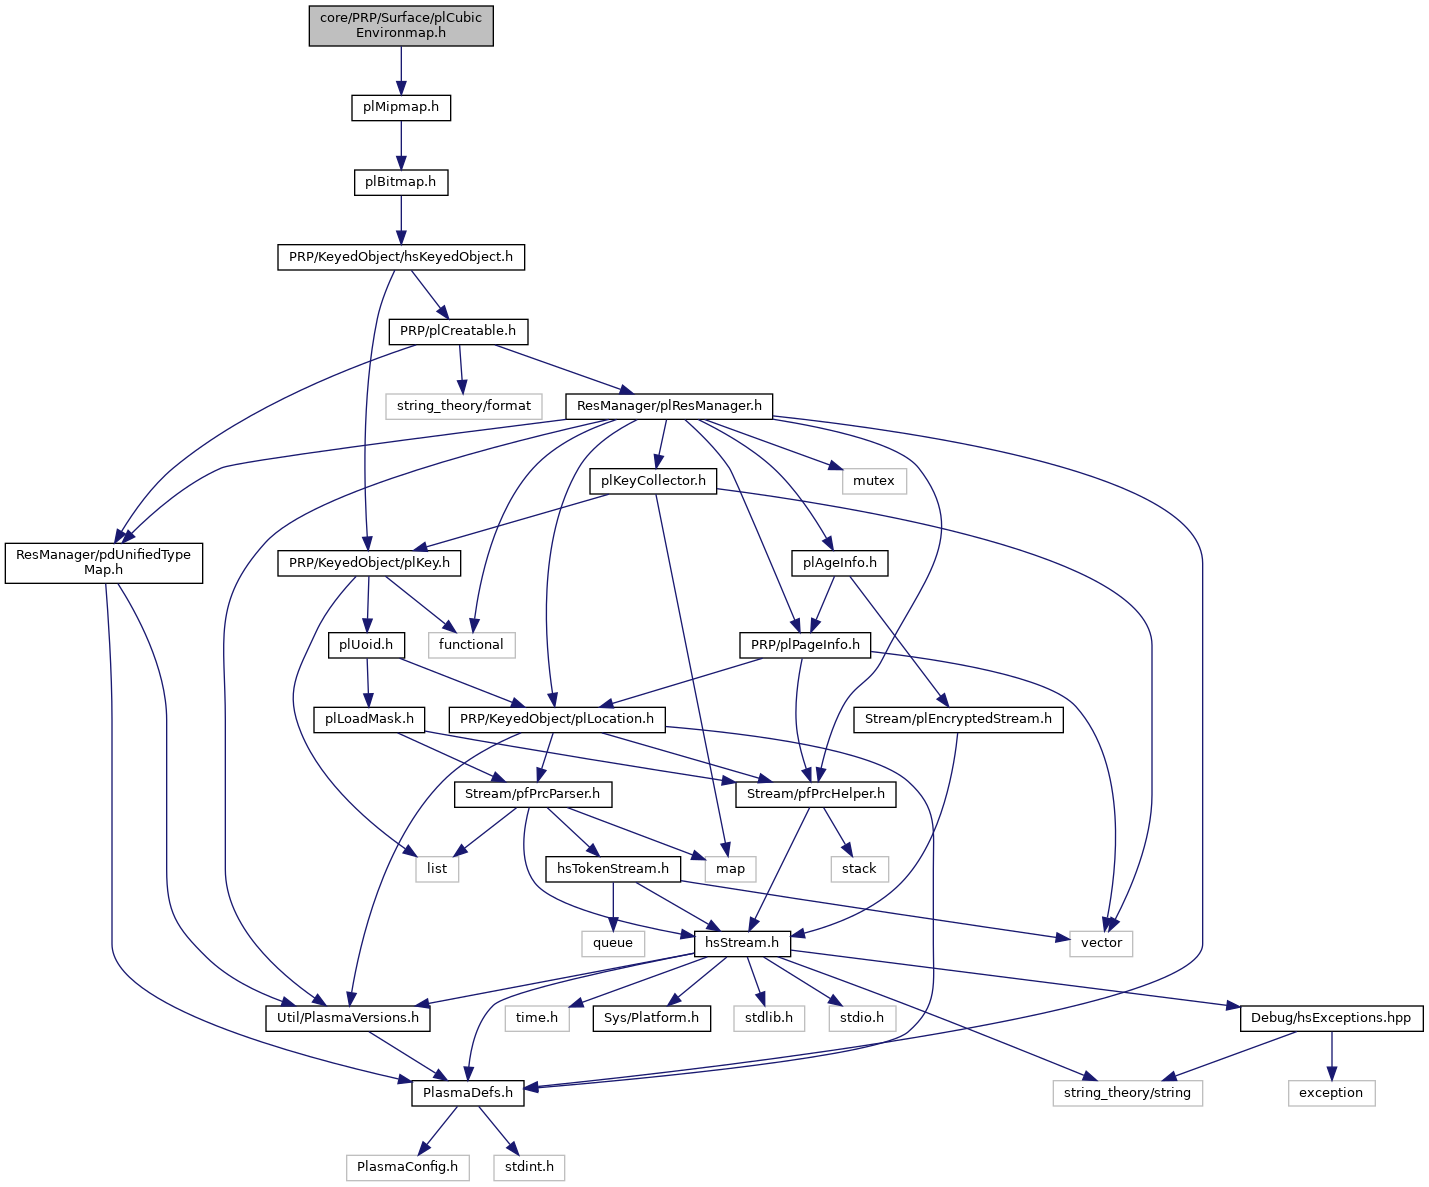 core/PRP/Surface/plCubic
Environmap.h
plMipmap.h
plBitmap.h
PRP/KeyedObject/hsKeyedObject.h
PRP/plCreatable.h
string_theory/format
ResManager/plResManager.h
plKeyCollector.h
mutex
ResManager/pdUnifiedType
Map.h
PRP/KeyedObject/plKey.h
plAgeInfo.h
plUoid.h
functional
PRP/plPageInfo.h
plLoadMask.h
PRP/KeyedObject/plLocation.h
Stream/plEncryptedStream.h
Stream/pfPrcParser.h
Stream/pfPrcHelper.h
list
hsTokenStream.h
map
stack
queue
hsStream.h
vector
Util/PlasmaVersions.h
time.h
Sys/Platform.h
stdlib.h
stdio.h
Debug/hsExceptions.hpp
PlasmaDefs.h
string_theory/string
exception
PlasmaConfig.h
stdint.h